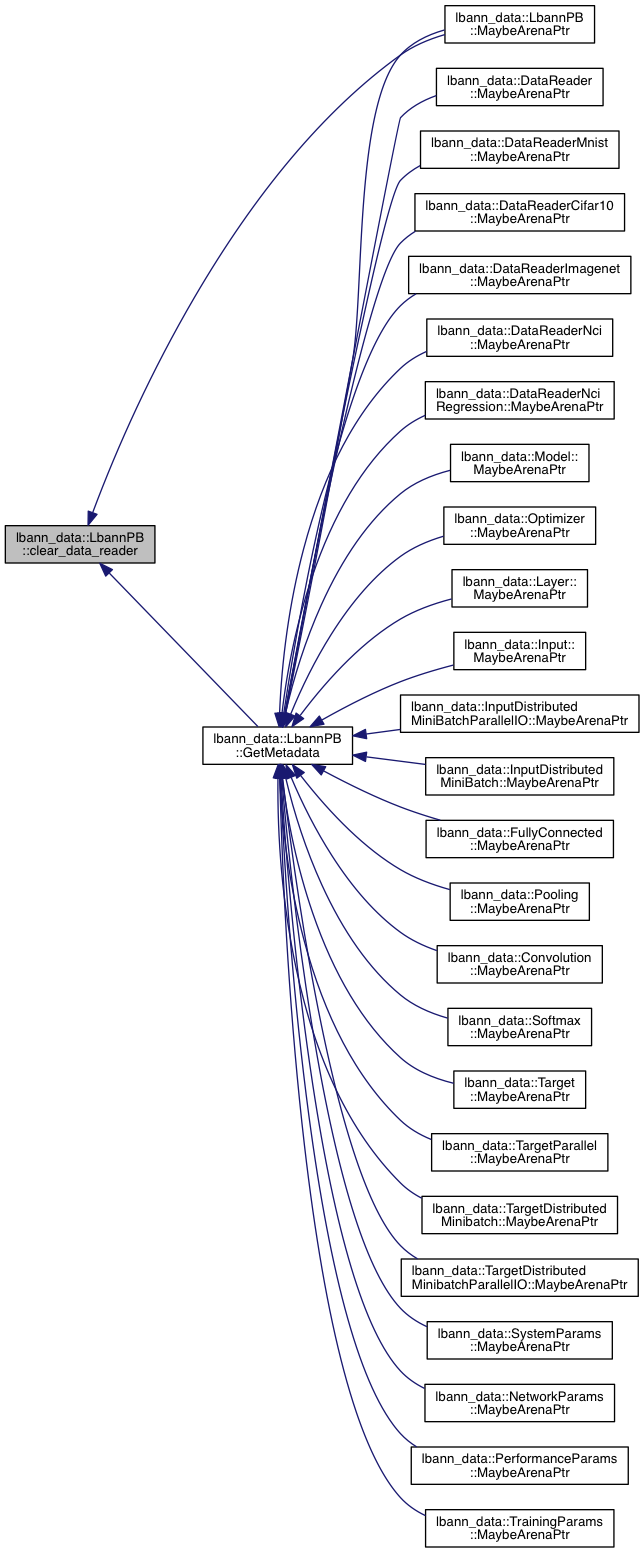 lbann_data::LbannPB
::MaybeArenaPtr
lbann_data::DataReader
::MaybeArenaPtr
lbann_data::DataReaderMnist
::MaybeArenaPtr
lbann_data::DataReaderCifar10
::MaybeArenaPtr
lbann_data::DataReaderImagenet
::MaybeArenaPtr
lbann_data::DataReaderNci
::MaybeArenaPtr
lbann_data::DataReaderNci
Regression::MaybeArenaPtr
lbann_data::Model::
MaybeArenaPtr
lbann_data::Optimizer
::MaybeArenaPtr
lbann_data::LbannPB
::clear_data_reader
lbann_data::Layer::
MaybeArenaPtr
lbann_data::Input::
MaybeArenaPtr
lbann_data::InputDistributed
MiniBatchParallelIO::MaybeArenaPtr
lbann_data::LbannPB
::GetMetadata
lbann_data::InputDistributed
MiniBatch::MaybeArenaPtr
lbann_data::FullyConnected
::MaybeArenaPtr
lbann_data::Pooling
::MaybeArenaPtr
lbann_data::Convolution
::MaybeArenaPtr
lbann_data::Softmax
::MaybeArenaPtr
lbann_data::Target
::MaybeArenaPtr
lbann_data::TargetParallel
::MaybeArenaPtr
lbann_data::TargetDistributed
Minibatch::MaybeArenaPtr
lbann_data::TargetDistributed
MinibatchParallelIO::MaybeArenaPtr
lbann_data::SystemParams
::MaybeArenaPtr
lbann_data::NetworkParams
::MaybeArenaPtr
lbann_data::PerformanceParams
::MaybeArenaPtr
lbann_data::TrainingParams
::MaybeArenaPtr